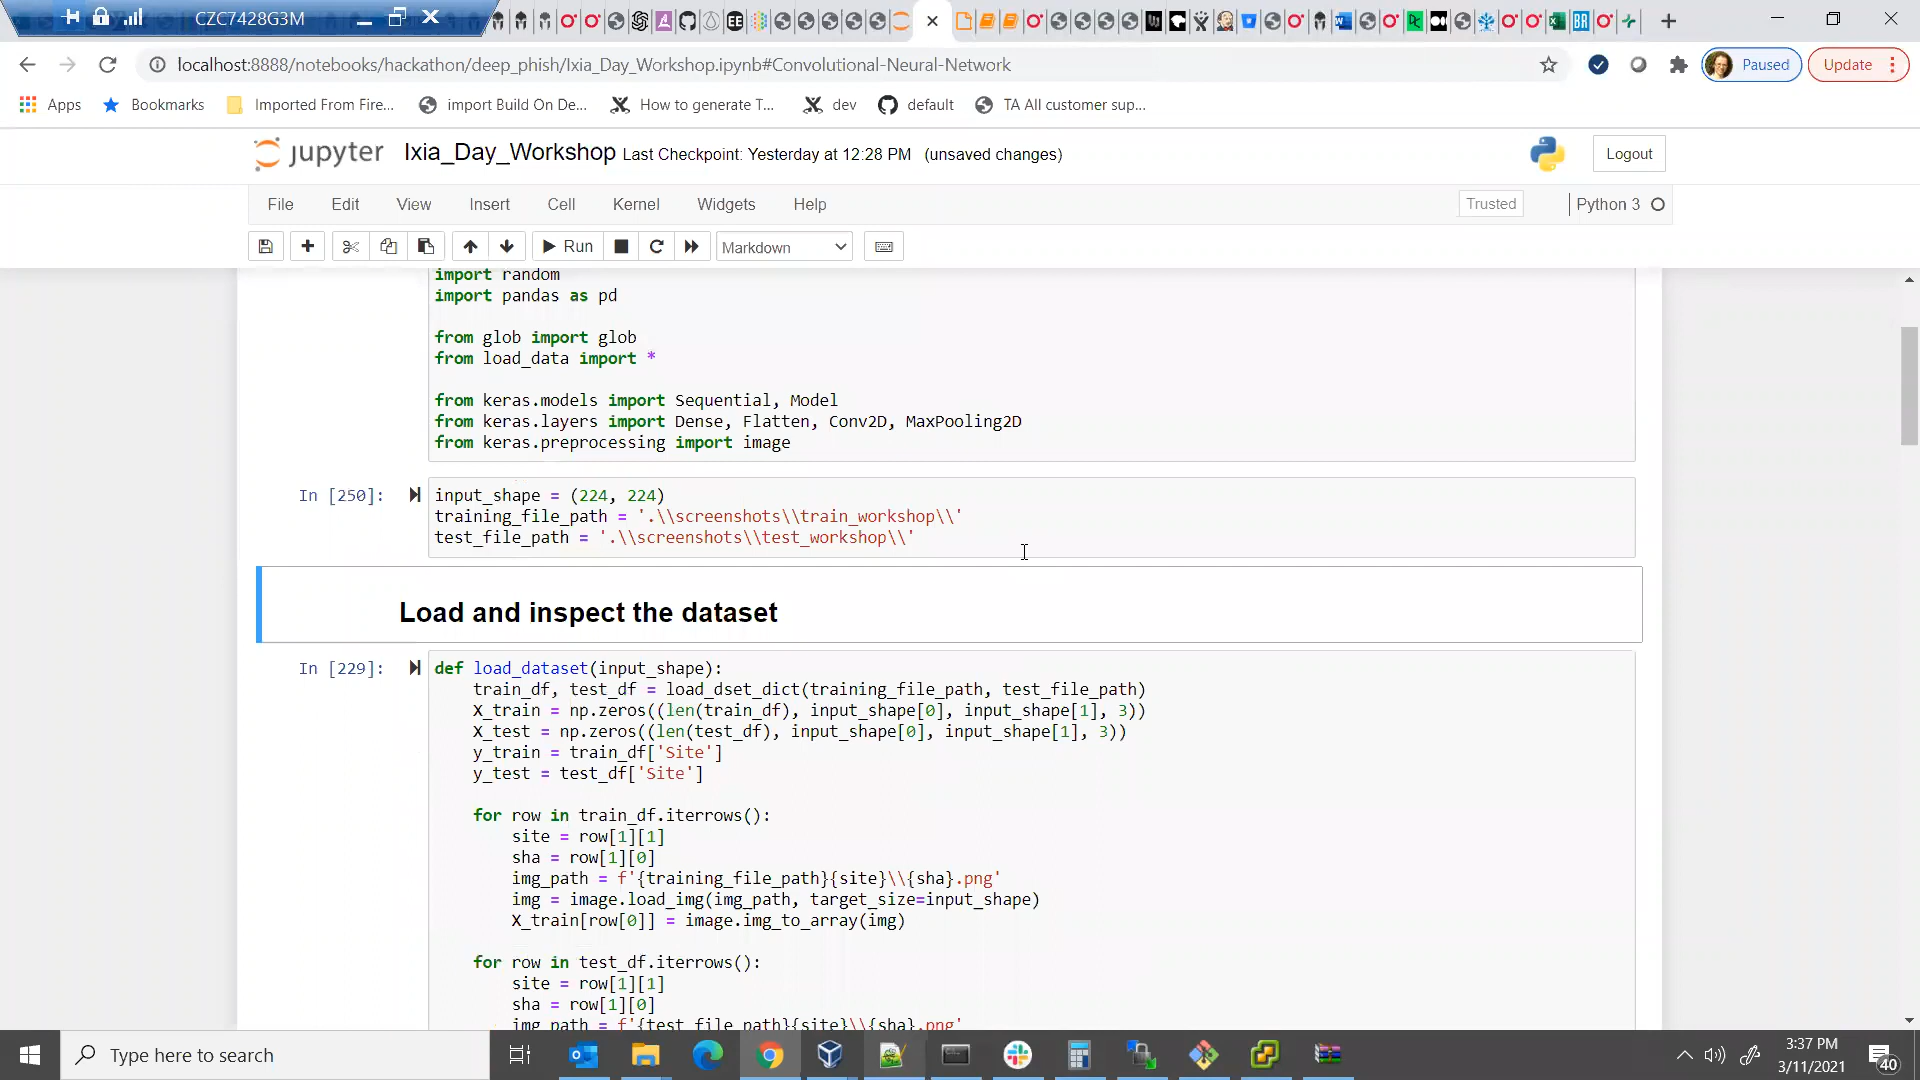 CZC7428G3M
localhost:8888/notebooks/hackathon/deep_phish/Ixia_Day_Workshop.ipynb#Convolutional-Neural-Network
Paused
Update
Apps
Bookmarks
Imported From Fire...
import Build On De...
How to generate T...
dev
default
TA All customer sup...
jupyter
Ixia_Day_Workshop Last Checkpoint: Yesterday at 12:28 PM (unsaved changes)
Logout
File Edit View Insert Cell Kernel Widgets Help
Trusted
Python 3
Run
Markdown
import random
import pandas as pd
from glob import glob
from load_data import *
from keras.models import Sequential, Model
from keras.layers import Dense, Flatten, Conv2D, MaxPooling2D
from keras.preprocessing import image
In [250]:
input_shape = (224, 224)
training_file_path = '.\\screenshots\\train_workshop\\'
test_file_path = '.\\screenshots\\test_workshop\\'
Load and inspect the dataset
In [229]:
def load_dataset(input_shape):
train_df, test_df = load_dset_dict(training_file_path, test_file_path)
X_train = np.zeros((len(train_df), input_shape[0], input_shape[1], 3))
X_test = np.zeros((len(test_df), input_shape[0], input_shape[1], 3))
y_train = train_df['Site']
y_test = test_df['Site']
for row in train_df.iterrows():
site = row[1][1]
sha = row[1][0]
img_path = f'{training_file_path}{site}\\{sha}.png'
img = image.load_img(img_path, target_size=input_shape)
X_train[row[0]] = image.img_to_array(img)
for row in test_df.iterrows():
site = row[1][1]
sha = row[1][0]
img_path = f'{test_file_path}{site}\\{sha}.png'
Type here to search
3:37 PM
3/11/2021
40